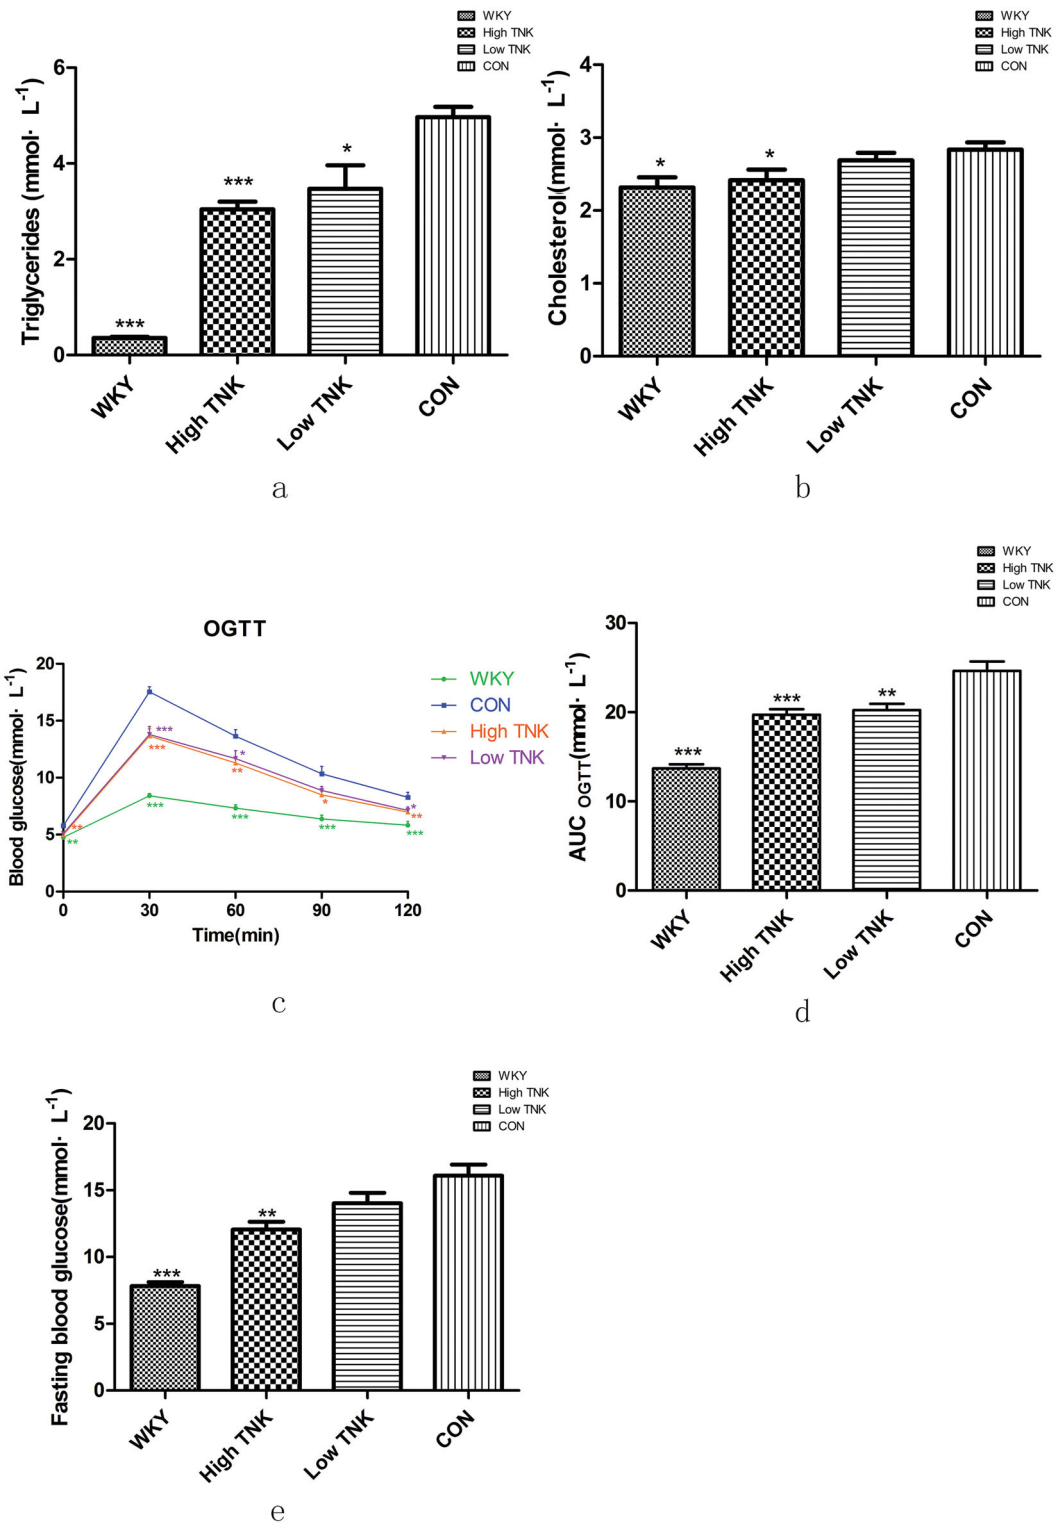 WKY
High TNK
Low TNK
CON
Triglycerides (mmol· L-1)
6
4
2
0
***
***
*
WKY
High TNK
Low TNK
CON
a
WKY
High TNK
Low TNK
CON
Cholesterol(mmol· L-1)
4
3
2
1
0
*
*
WKY
High TNK
Low TNK
CON
b
OGTT
Blood glucose(mmol· L-1)
20
15
10
5
0
***
***
***
*
**
***
*
***
*
**
***
**
**
0
30
60
90
120
Time(min)
WKY
CON
High TNK
Low TNK
c
WKY
High TNK
Low TNK
CON
AUC OGTT(mmol· L-1)
30
20
10
0
***
***
**
WKY
High TNK
Low TNK
CON
d
WKY
High TNK
Low TNK
CON
Fasting blood glucose(mmol· L-1)
20
15
10
5
0
***
**
WKY
High TNK
Low TNK
CON
e